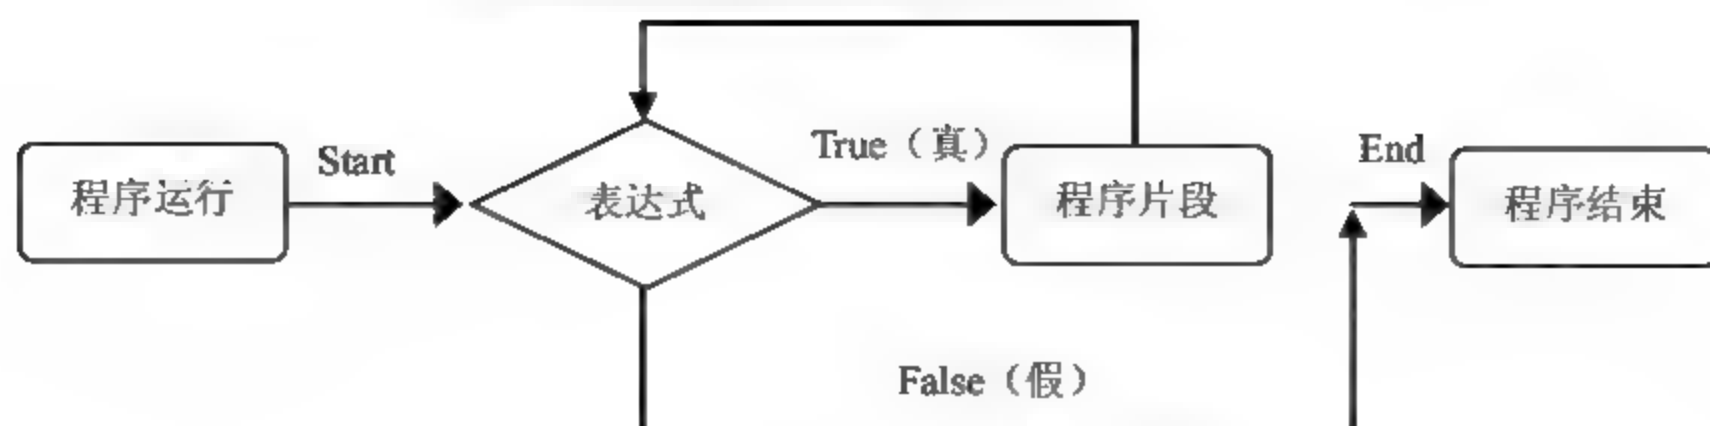 程序运行
Start
表达式
True（真）
程序片段
End
程序结束
False（假）